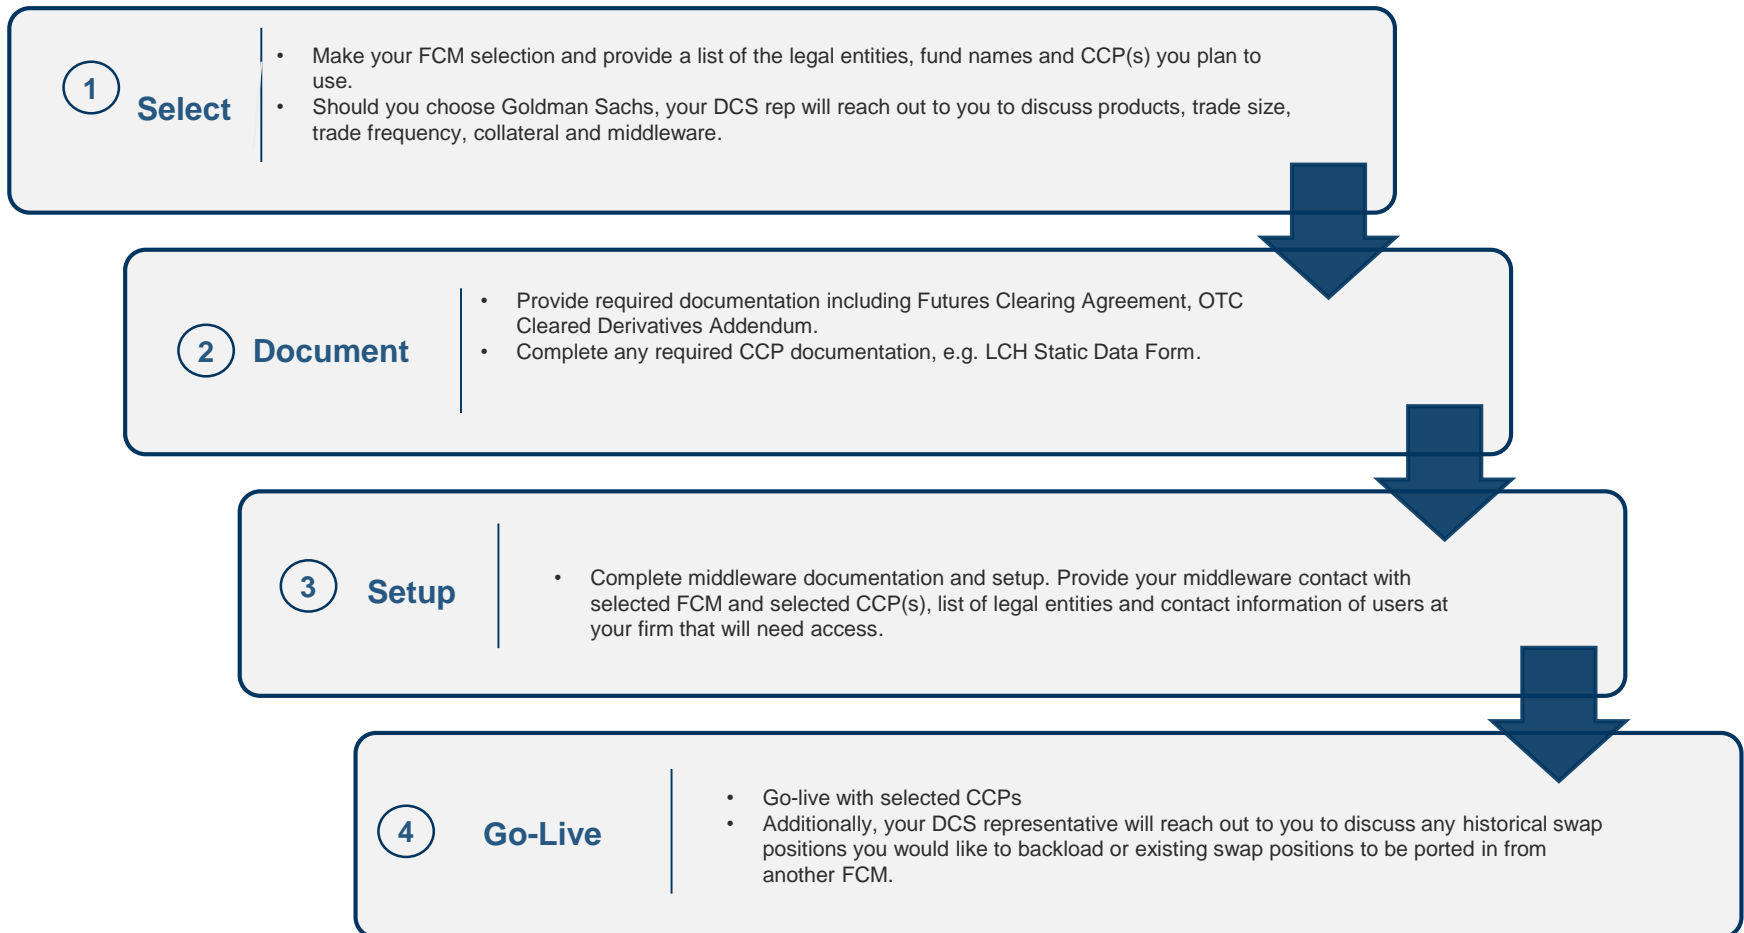 1
Select
• Make your FCM selection and provide a list of the legal entities, fund names and CCP(s) you plan to
use.
• Should you choose Goldman Sachs, your DCS rep will reach out to you to discuss products, trade size,
trade frequency, collateral and middleware.
2
Document
• Provide required documentation including Futures Clearing Agreement, OTC
Cleared Derivatives Addendum.
• Complete any required CCP documentation, e.g. LCH Static Data Form.
3
Setup
• Complete middleware documentation and setup. Provide your middleware contact with
selected FCM and selected CCP(s), list of legal entities and contact information of users at
your firm that will need access.
4
Go-Live
• Go-live with selected CCPs
• Additionally, your DCS representative will reach out to you to discuss any historical swap
positions you would like to backload or existing swap positions to be ported in from
another FCM.